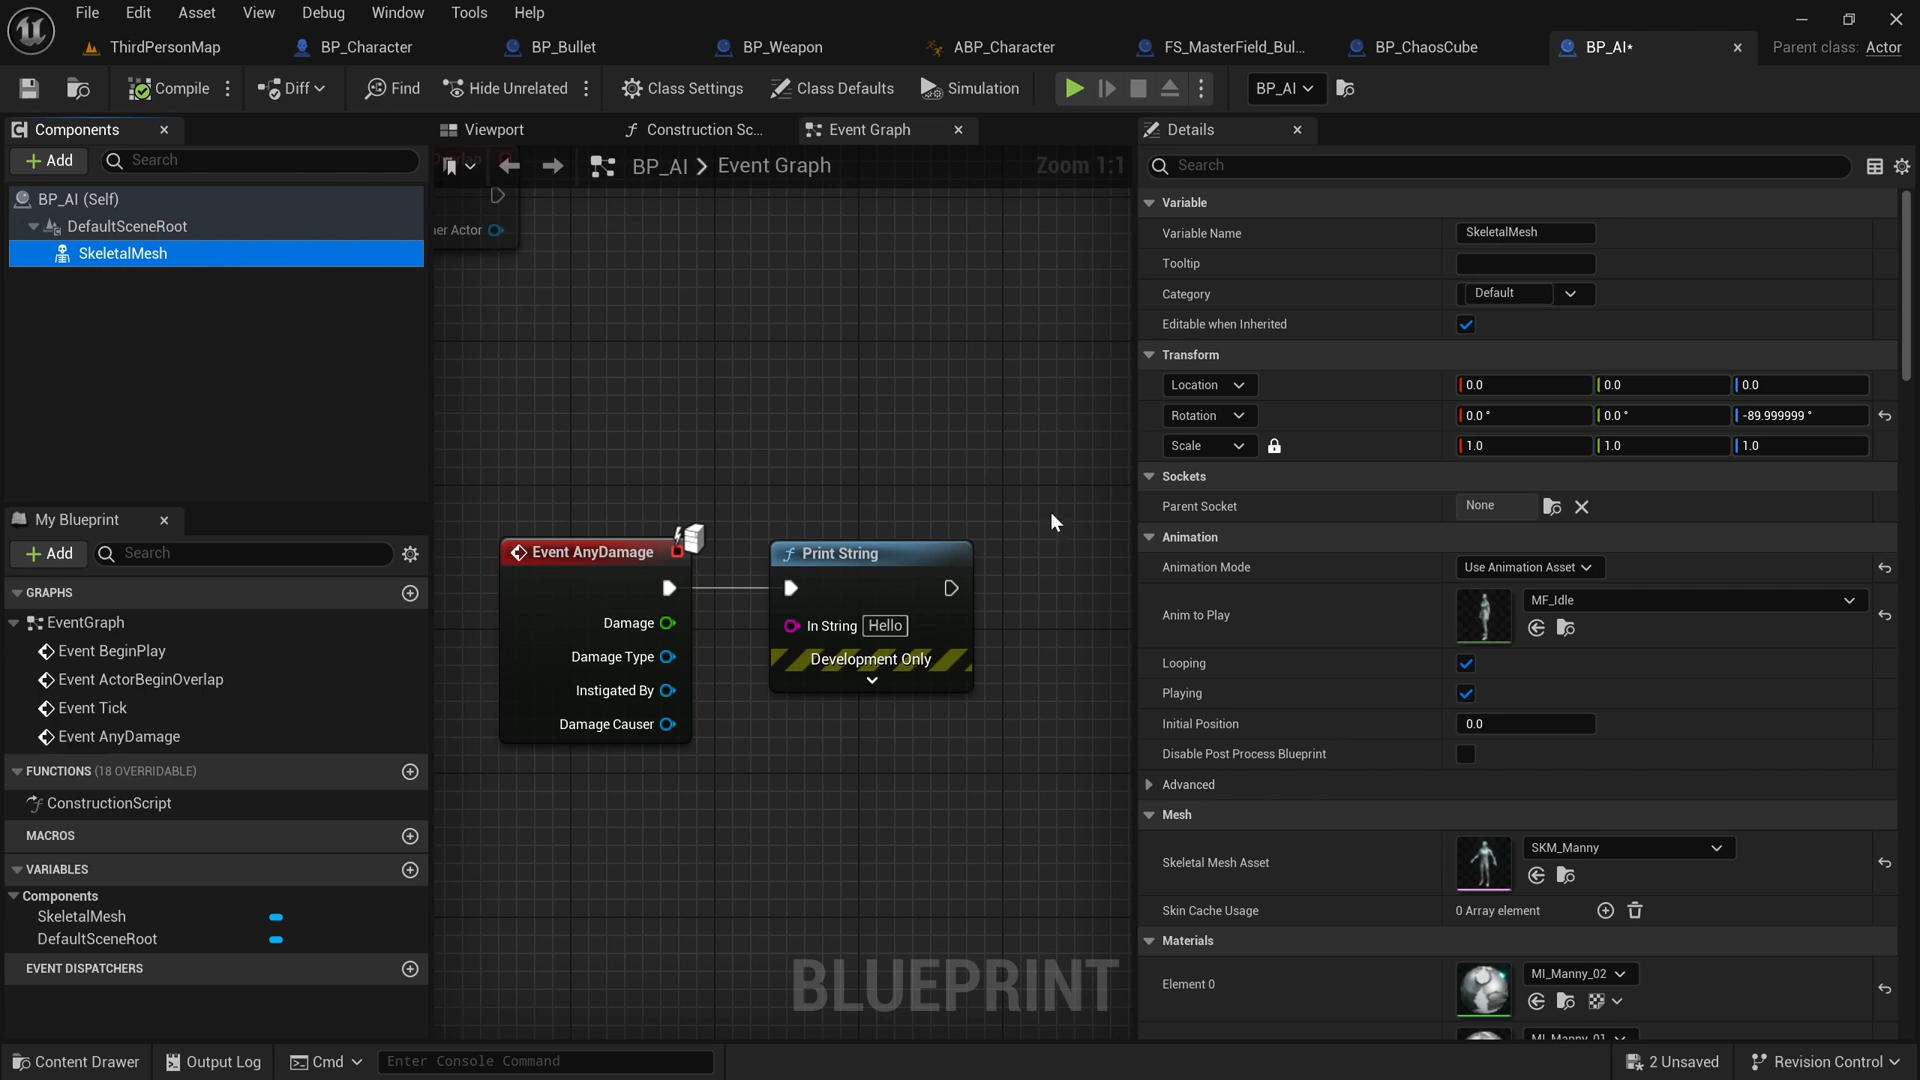 File Edit Asset View Debug Window Tools Help
ThirdPersonMap BP_Character BP_Bullet BP_Weapon ABP_Character FS_MasterField_Bul... BP_ChaosCube BP_AI* Parent class: Actor
Compile Diff Find Hide Unrelated Class Settings Class Defaults Simulation BP_AI
Components
Add Search
BP_AI (Self)
DefaultSceneRoot
SkeletalMesh
My Blueprint
Add Search
GRAPHS
EventGraph
Event BeginPlay
Event ActorBeginOverlap
Event Tick
Event AnyDamage
FUNCTIONS (18 OVERRIDABLE)
ConstructionScript
MACROS
VARIABLES
Components
SkeletalMesh
DefaultSceneRoot
EVENT DISPATCHERS
Viewport Construction Sc... Event Graph
BP_AI > Event Graph Zoom 1:1
er Actor
Event AnyDamage
Damage
Damage Type
Instigated By
Damage Causer
Print String
In String Hello
Development Only
BLUEPRINT
Details
Search
Variable
Variable Name SkeletalMesh
Tooltip
Category Default
Editable when Inherited
Transform
Location 0.0 0.0 0.0
Rotation 0.0 ° 0.0 ° -89.999999 °
Scale 1.0 1.0 1.0
Sockets
Parent Socket None
Animation
Animation Mode Use Animation Asset
Anim to Play MF_Idle
Looping
Playing
Initial Position 0.0
Disable Post Process Blueprint
Advanced
Mesh
Skeletal Mesh Asset SKM_Manny
Skin Cache Usage 0 Array element
Materials
Element 0 MI_Manny_02
MI_Manny_01
Content Drawer Output Log Cmd Enter Console Command 2 Unsaved Revision Control